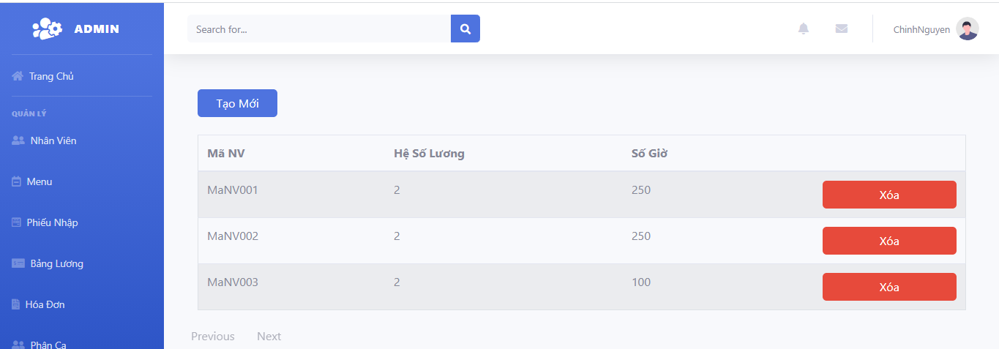 ADMIN
Search for...
ChinhNguyen
Trang Chủ
QUẢN LÝ
Nhân Viên
Menu
Phiếu Nhập
Bảng Lương
Hóa Đơn
Phân Ca
Tạo Mới
Mã NV Hệ Số Lương Số Giờ
MaNV001 2 250 Xóa
MaNV002 2 250 Xóa
MaNV003 2 100 Xóa
Previous Next